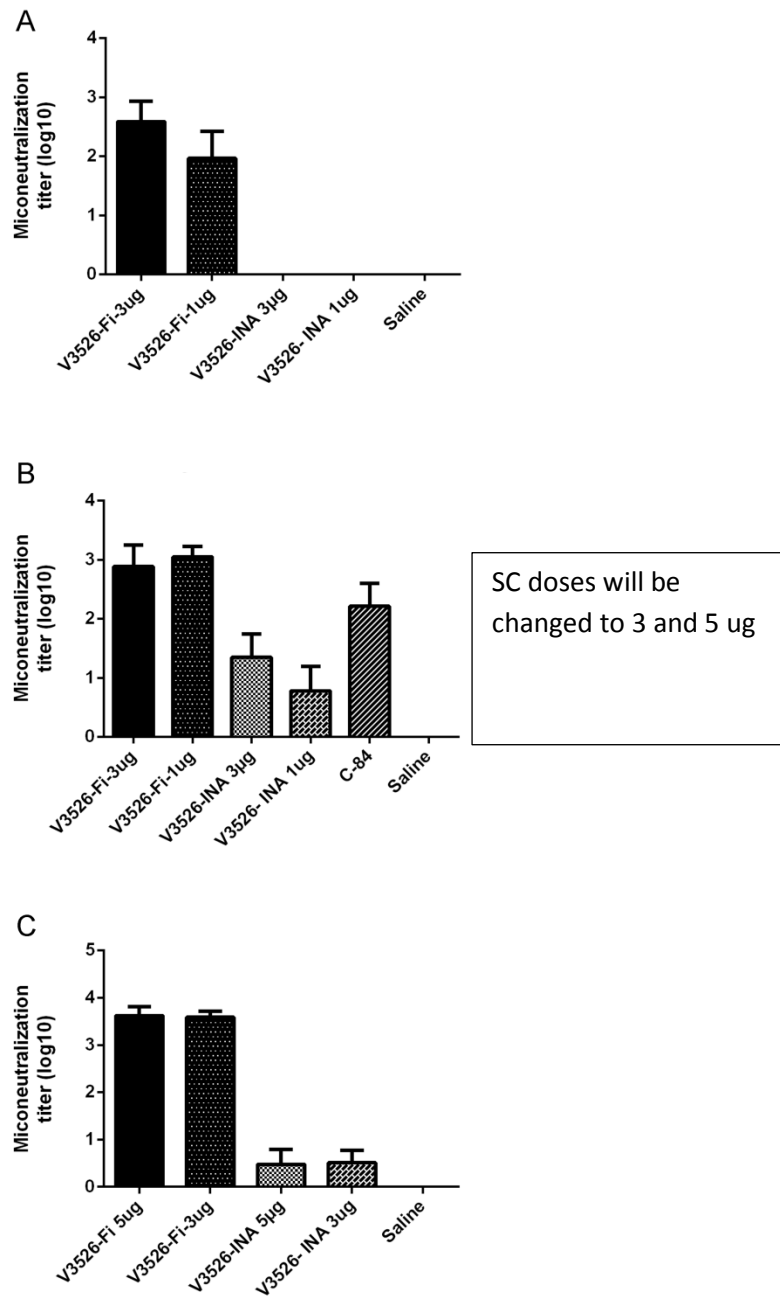 A
Miconeutralization
titer (log10)
4
3
2
1
0
V3526-Fi-3ug
V3526-Fi-1ug
V3526-INA 3µg
V3526- INA 1ug
Saline
B
Miconeutralization
titer (log10)
4
3
2
1
0
V3526-Fi-3ug
V3526-Fi-1ug
V3526-INA 3µg
V3526- INA 1ug
C-84
Saline
SC doses will be
changed to 3 and 5 ug
C
Miconeutralization
titer (log10)
5
4
3
2
1
0
V3526-Fi 5ug
V3526-Fi-3ug
V3526-INA 5µg
V3526- INA 3ug
Saline